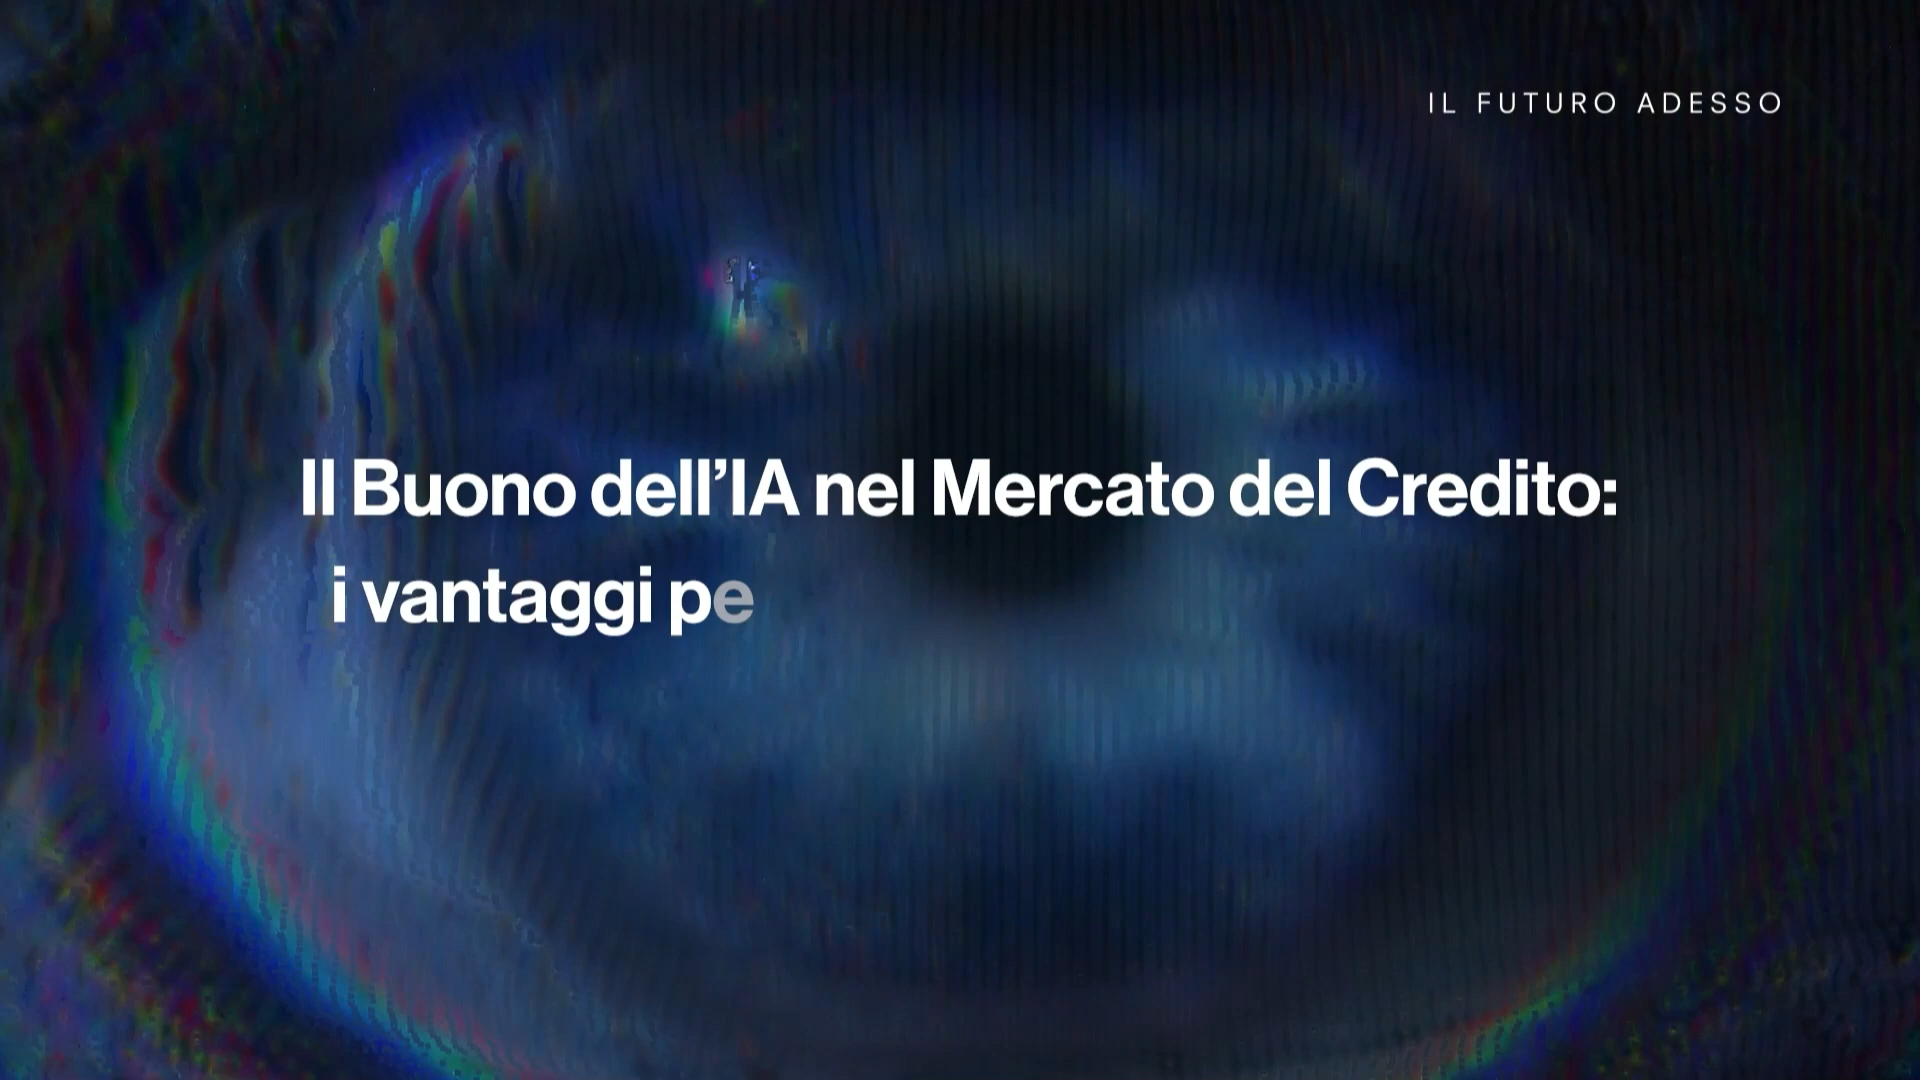 IL FUTURO ADESSO
Il Buono dell’IA nel Mercato del Credito:
i vantaggi pe